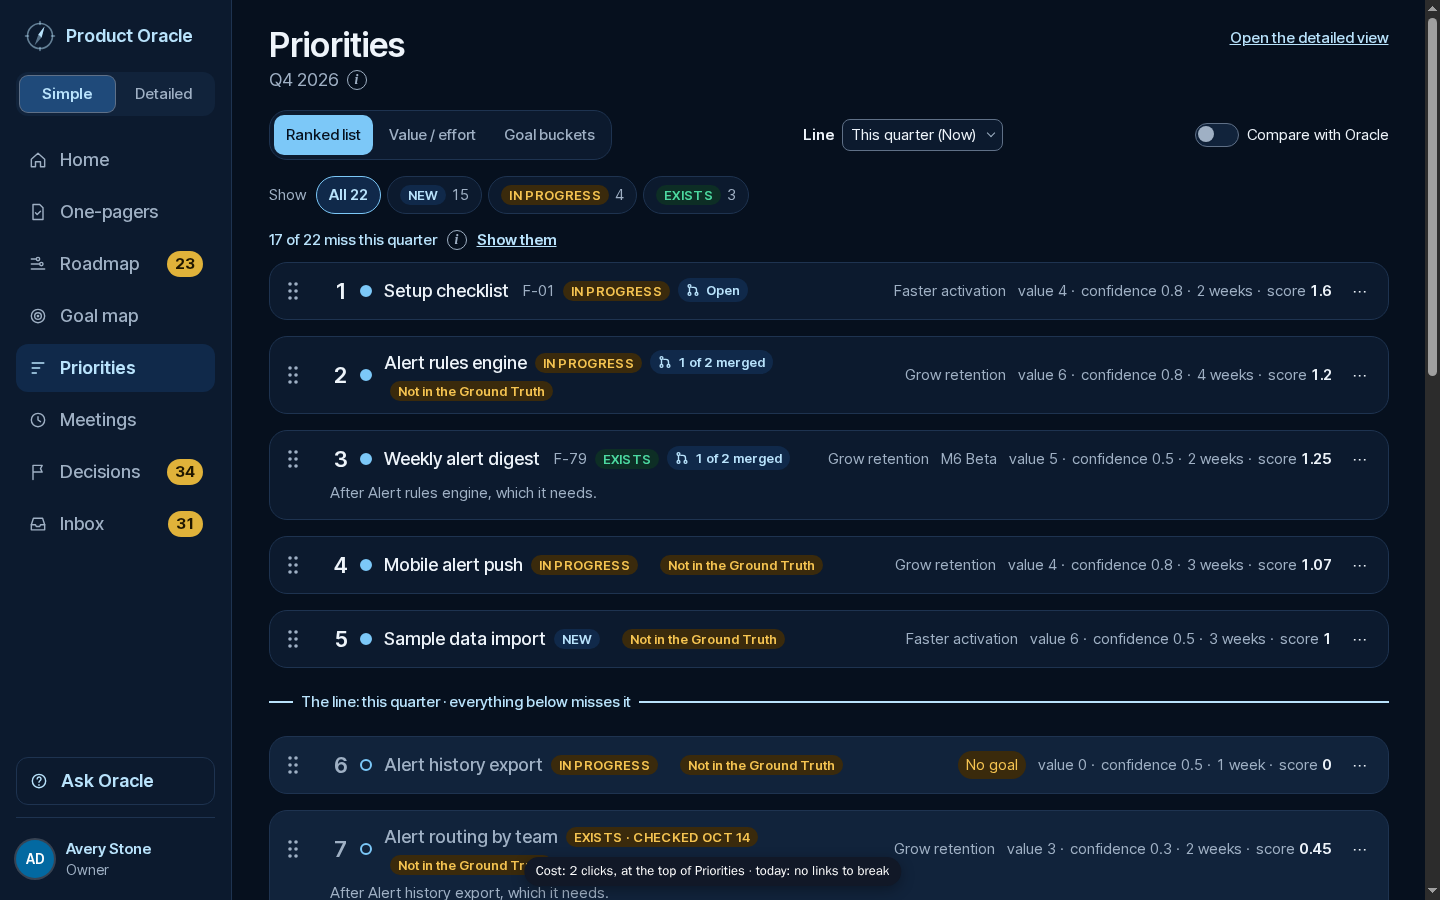 Product Oracle
Simple
Detailed
Home
One-pagers
Roadmap 23
Goal map
Priorities
Meetings
Decisions 34
Inbox 31
Ask Oracle
AD
Avery Stone
Owner
Priorities
Open the detailed view
Q4 2026 i
Ranked list
Value / effort
Goal buckets
Line
This quarter (Now)
Compare with Oracle
Show
All 22
NEW 15
IN PROGRESS 4
EXISTS 3
17 of 22 miss this quarter i Show them
1 Setup checklist F-01 IN PROGRESS Open Faster activation value 4 · confidence 0.8 · 2 weeks · score 1.6 ···
2 Alert rules engine IN PROGRESS 1 of 2 merged
Not in the Ground Truth
Grow retention value 6 · confidence 0.8 · 4 weeks · score 1.2 ···
3 Weekly alert digest F-79 EXISTS 1 of 2 merged Grow retention M6 Beta value 5 · confidence 0.5 · 2 weeks · score 1.25 ···
After Alert rules engine, which it needs.
4 Mobile alert push IN PROGRESS Not in the Ground Truth Grow retention value 4 · confidence 0.8 · 3 weeks · score 1.07 ···
5 Sample data import NEW Not in the Ground Truth Faster activation value 6 · confidence 0.5 · 3 weeks · score 1 ···
The line: this quarter · everything below misses it
6 Alert history export IN PROGRESS Not in the Ground Truth No goal value 0 · confidence 0.5 · 1 week · score 0 ···
7 Alert routing by team EXISTS · CHECKED OCT 14
Not in the Ground
Grow retention value 3 · confidence 0.3 · 2 weeks · score 0.45 ···
Cost: 2 clicks, at the top of Priorities · today: no links to break
After Alert history export, which it needs.